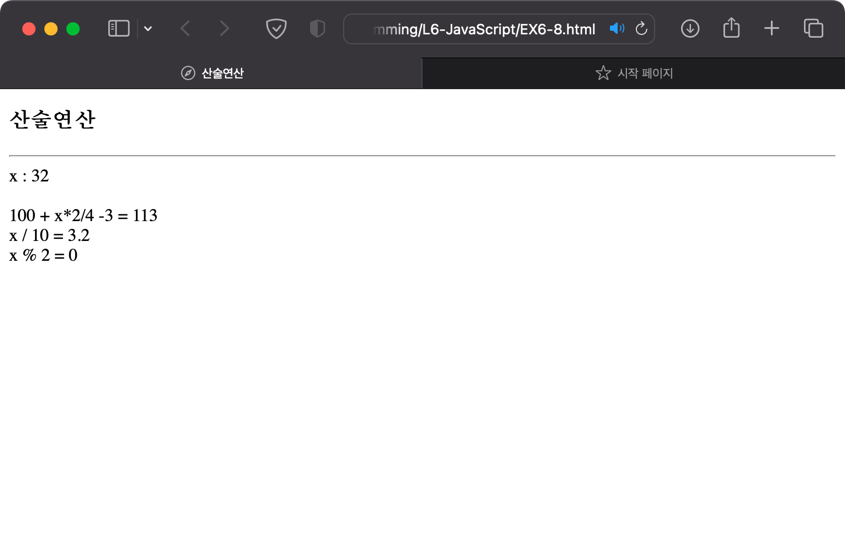 mming/L6-JavaScript/EX6-8.html
산술연산
시작 페이지
산술연산
x : 32
100 + x*2/4 -3 = 113
x / 10 = 3.2
x % 2 = 0